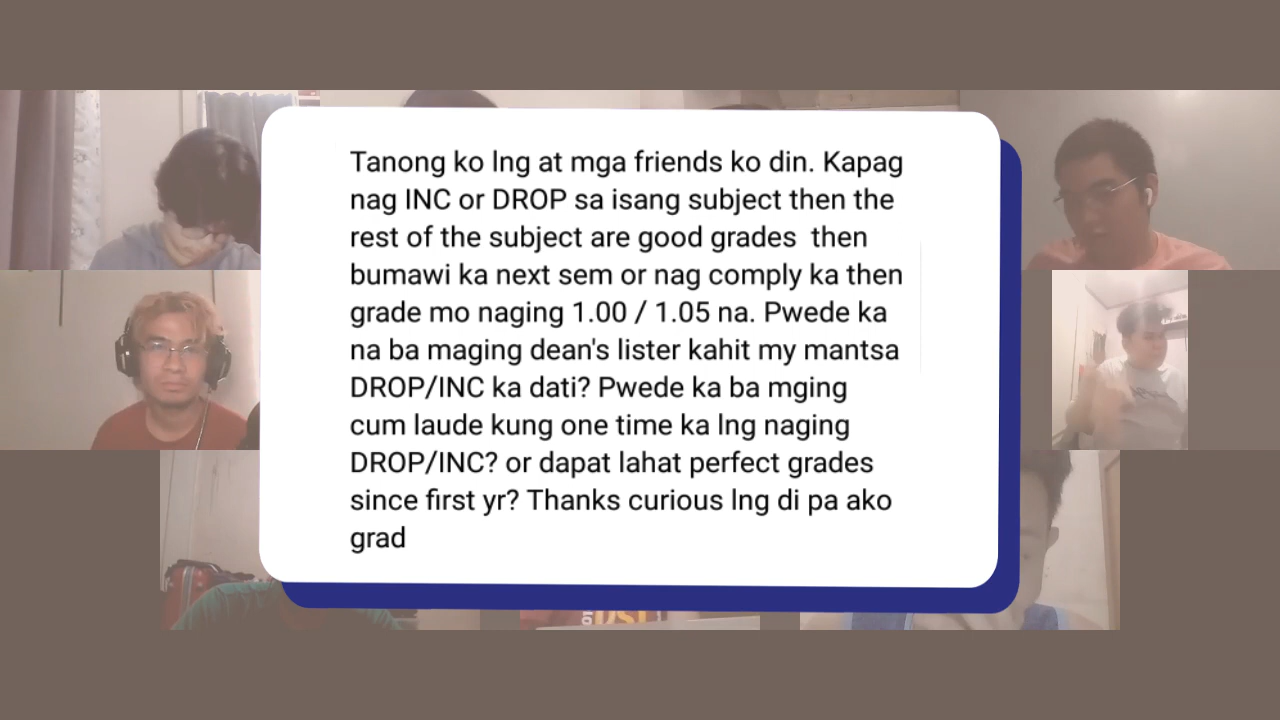 Tanong ko lng at mga friends ko din. Kapag
nag INC or DROP sa isang subject then the
rest of the subject are good grades  then
bumawi ka next sem or nag comply ka then
grade mo naging 1.00 / 1.05 na. Pwede ka
na ba maging dean's lister kahit my mantsa
DROP/INC ka dati? Pwede ka ba mging
cum laude kung one time ka lng naging
DROP/INC? or dapat lahat perfect grades
since first yr? Thanks curious lng di pa ako
grad